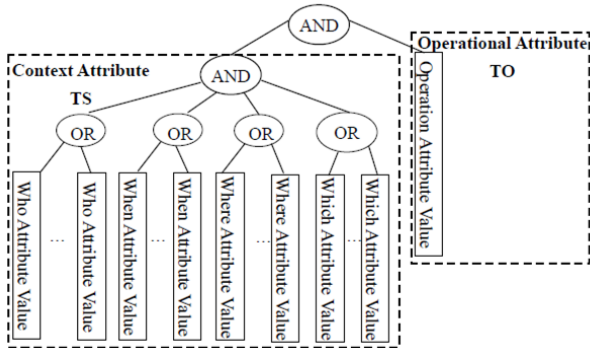 AND
Operational Attribute
TO
Context Attribute
TS
AND
OR
OR
OR
OR
Who Attribute Value
...
Who Attribute Value
When Attribute Value
...
When Attribute Value
Where Attribute Value
...
Where Attribute Value
Which Attribute Value
...
Which Attribute Value
Operation Attribute Value